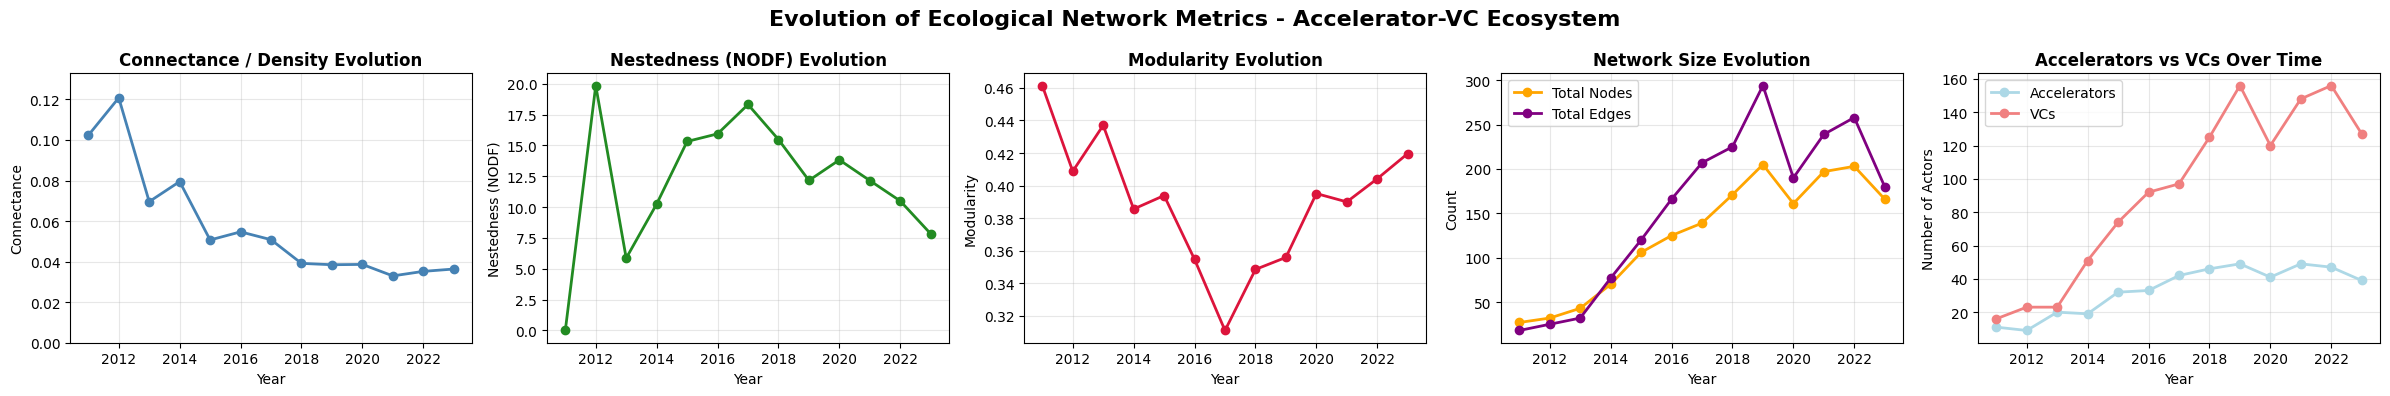 Evolution of Ecological Network Metrics - Accelerator-VC Ecosystem
Connectance / Density Evolution
Connectance
0.12
0.10
0.08
0.06
0.04
0.02
0.00
2012 2014 2016 2018 2020 2022
Year
Nestedness (NODF) Evolution
Nestedness (NODF)
20.0
17.5
15.0
12.5
10.0
7.5
5.0
2.5
0.0
2012 2014 2016 2018 2020 2022
Year
Modularity Evolution
Modularity
0.46
0.44
0.42
0.40
0.38
0.36
0.34
0.32
2012 2014 2016 2018 2020 2022
Year
Network Size Evolution
Total Nodes
Total Edges
Count
300
250
200
150
100
50
2012 2014 2016 2018 2020 2022
Year
Accelerators vs VCs Over Time
Accelerators
VCs
Number of Actors
160
140
120
100
80
60
40
20
2012 2014 2016 2018 2020 2022
Year